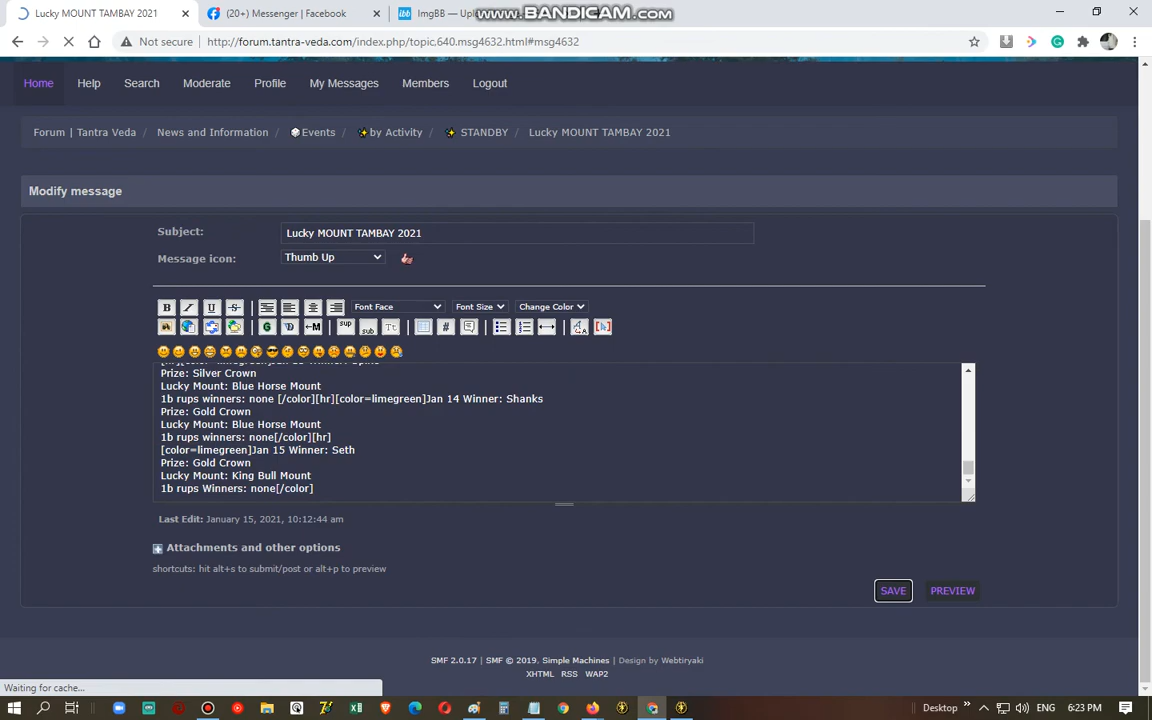 Lucky MOUNT TAMBAY 2021
(20+) Messenger | Facebook
ImgBB — Upl
www.BANDICAM.com
Not secure
http://forum.tantra-veda.com/index.php/topic,640.msg4632.html#msg4632
Home
Help
Search
Moderate
Profile
My Messages
Members
Logout
Forum | Tantra Veda / News and Information / Events / by Activity / STANDBY / Lucky MOUNT TAMBAY 2021
Modify message
Subject:
Lucky MOUNT TAMBAY 2021
Message icon:
Thumb Up
B I U S
Font Face
Font Size
Change Color
G
M
sup
sub
Tt
#
Prize: Silver Crown
Lucky Mount: Blue Horse Mount
1b rups winners: none [/color][hr][color=limegreen]Jan 14 Winner: Shanks
Prize: Gold Crown
Lucky Mount: Blue Horse Mount
1b rups winners: none[/color][hr]
[color=limegreen]Jan 15 Winner: Seth
Prize: Gold Crown
Lucky Mount: King Bull Mount
1b rups Winners: none[/color]
Last Edit: January 15, 2021, 10:12:44 am
Attachments and other options
shortcuts: hit alt+s to submit/post or alt+p to preview
SAVE
PREVIEW
SMF 2.0.17 | SMF © 2019, Simple Machines | Design by Webtiryaki
XHTML RSS WAP2
Waiting for cache...
Desktop
ENG
6:23 PM